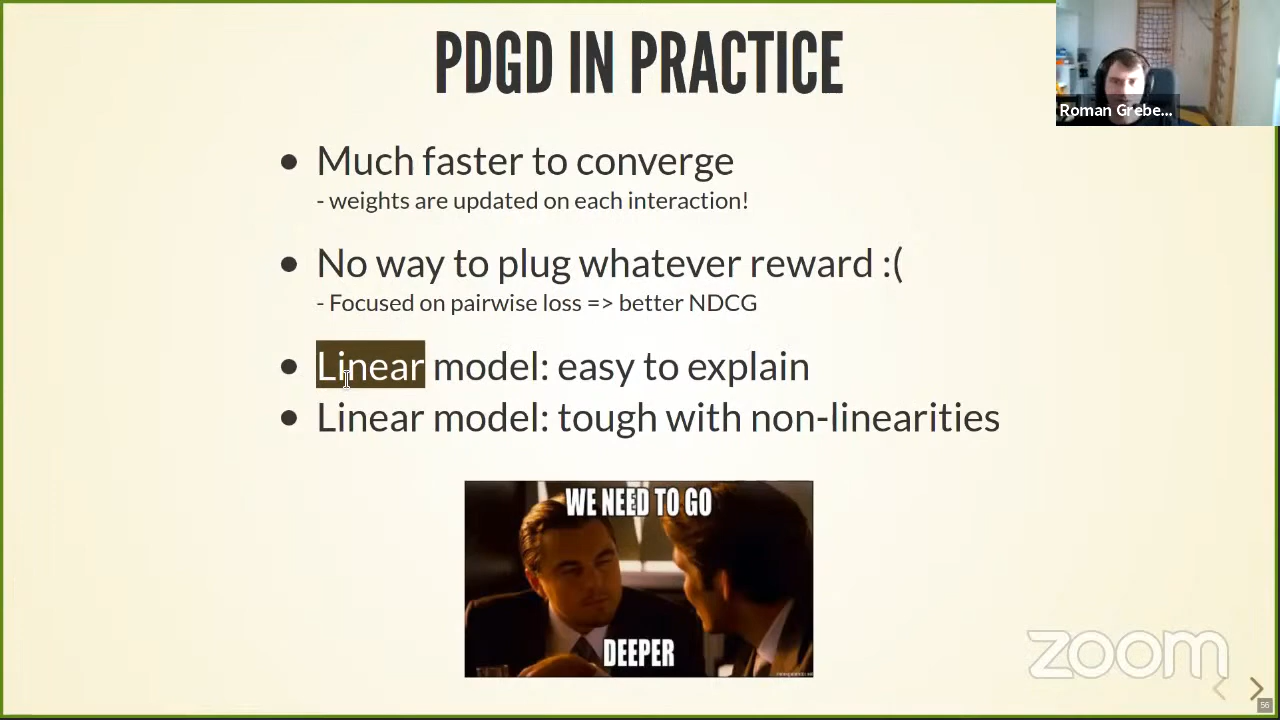 PDGD IN PRACTICE
Roman Grebe...
• Much faster to converge
- weights are updated on each interaction!
• No way to plug whatever reward :(
- Focused on pairwise loss => better NDCG
• Linear model: easy to explain
• Linear model: tough with non-linearities
WE NEED TO GO
DEEPER
zoom
56